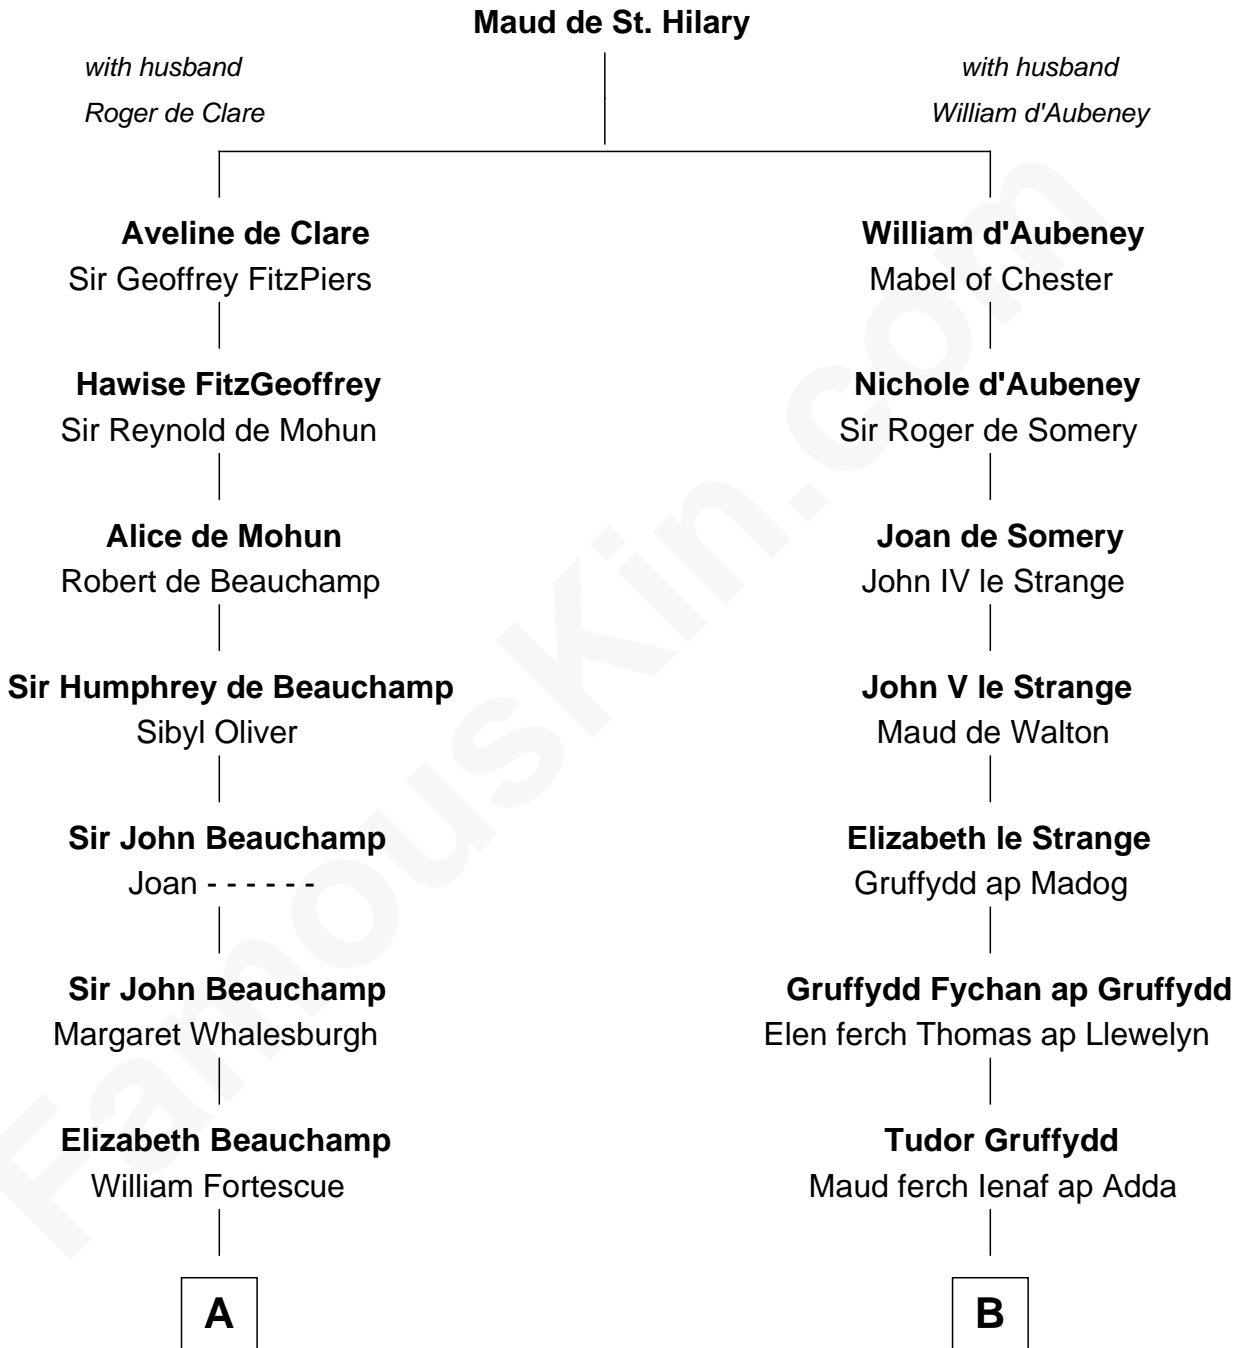 Maud de St. Hilary
with husband
Roger de Clare
with husband
William d'Aubeney
Aveline de Clare
Sir Geoffrey FitzPiers
William d'Aubeney
Mabel of Chester
Hawise FitzGeoffrey
Sir Reynold de Mohun
Nichole d'Aubeney
Sir Roger de Somery
Alice de Mohun
Robert de Beauchamp
Joan de Somery
John IV le Strange
Sir Humphrey de Beauchamp
Sibyl Oliver
John V le Strange
Maud de Walton
Sir John Beauchamp
Joan - - - - - -
Elizabeth le Strange
Gruffydd ap Madog
Sir John Beauchamp
Margaret Whalesburgh
Gruffydd Fychan ap Gruffydd
Elen ferch Thomas ap Llewelyn
Elizabeth Beauchamp
William Fortescue
Tudor Gruffydd
Maud ferch Ienaf ap Adda
A
B
FamousKin.com